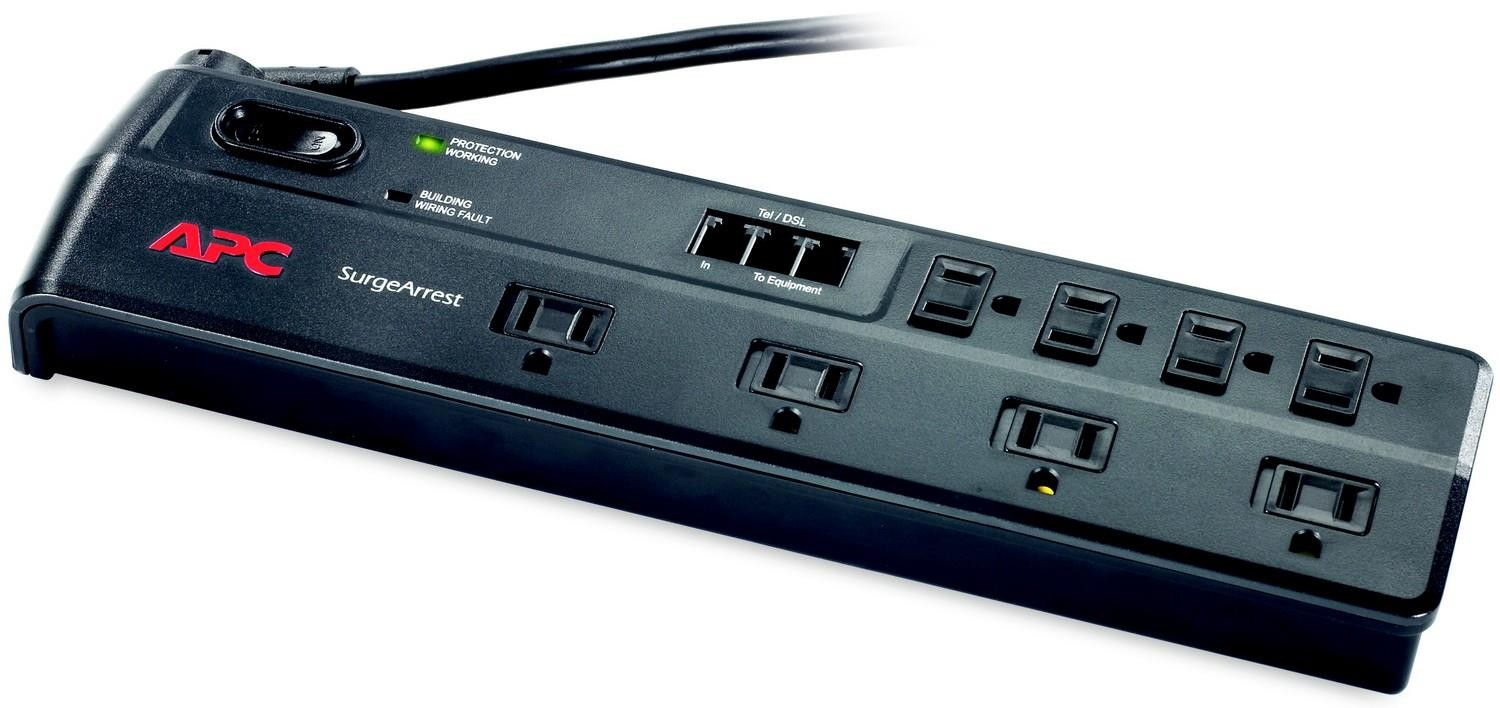 PROTECTION
WORKING
BUILDING
WIRING FAULT
APC
SurgeArrest
Tel / DSL
In
To Equipment